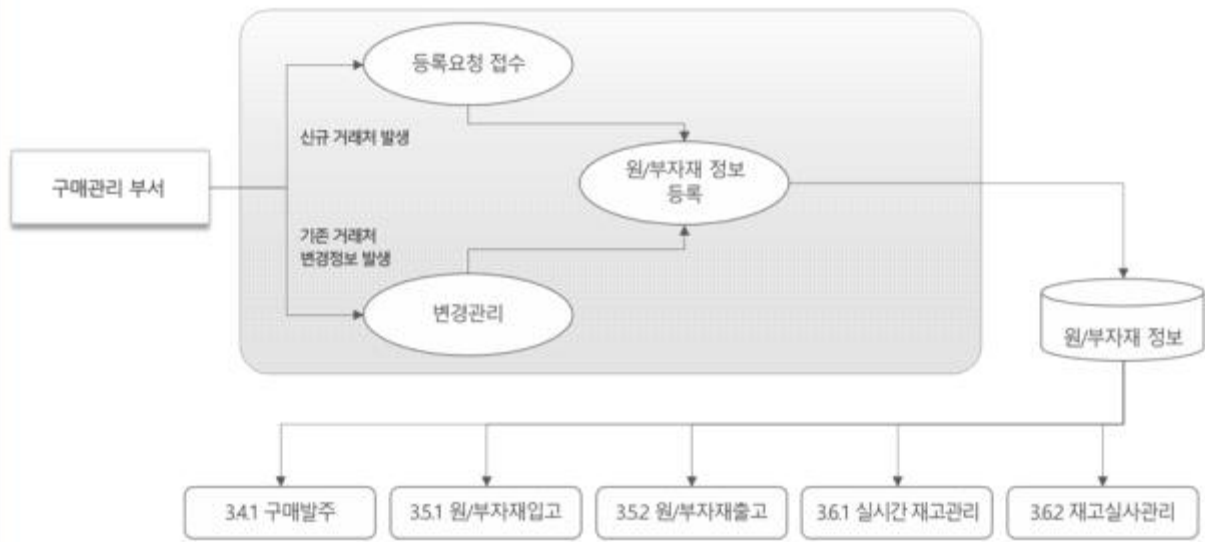 등록요청 접수
신규 거래처 발생
구매관리 부서
원/부자재 정보
등록
기존 거래처
변경정보 발생
변경관리
원/부자재 정보
3.4.1 구매발주
3.5.1 원/부자재입고
3.5.2 원/부자재출고
3.6.1 실시간 재고관리
3.6.2 재고실사관리